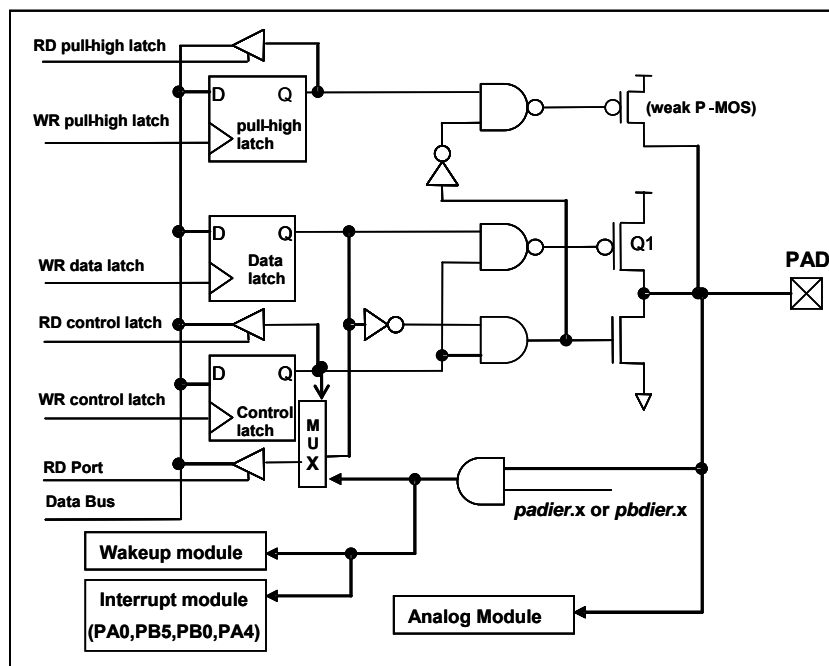 RD pull-high latch
D Q
WR pull-high latch
pull-high
latch
(weak P -MOS)
D Q
WR data latch
Data
latch
Q1
PAD
RD control latch
D Q
WR control latch
Control
latch
M
U
X
RD Port
Data Bus
padier.x or pbdier.x
Wakeup module
Interrupt module
(PA0,PB5,PB0,PA4)
Analog Module